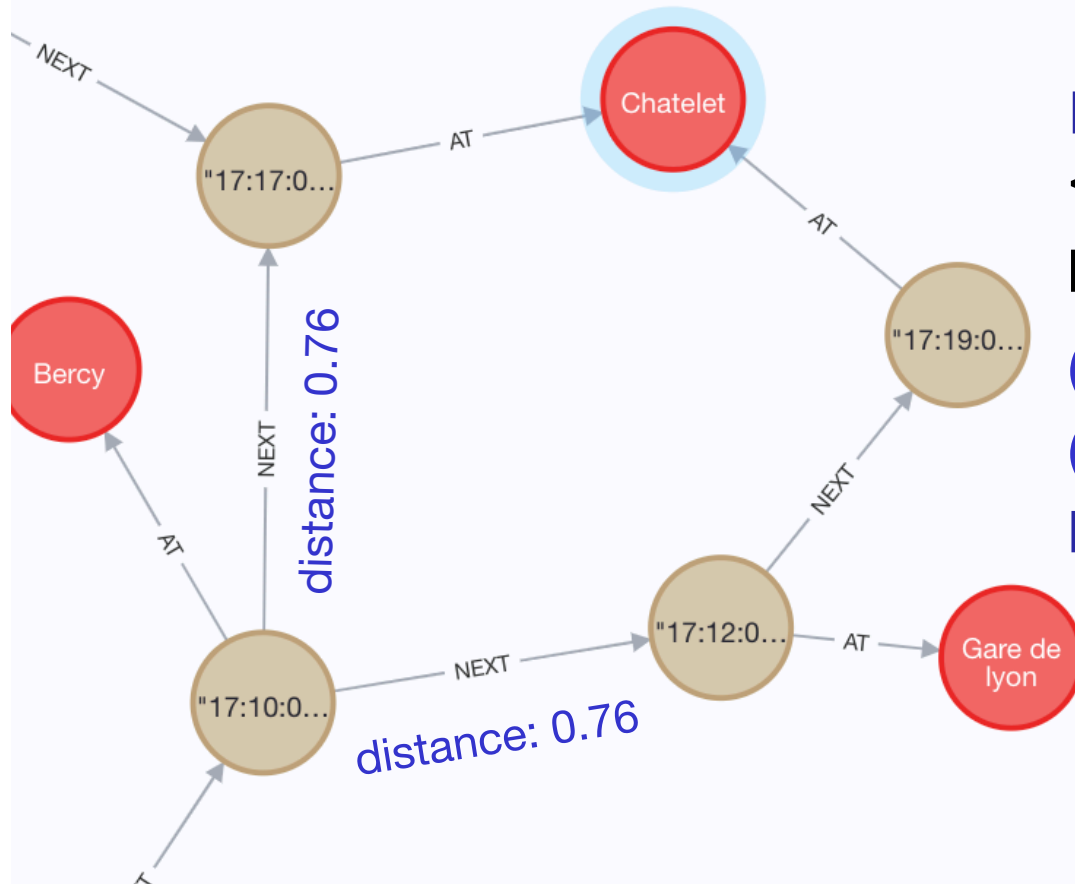 NEXT
Chatelet
AT
"17:17:0...
AT
"17:19:0...
distance: 0.76
Bercy
NEXT
NEXT
AT
"17:12:0...
AT
Gare de
lyon
NEXT
"17:10:0...
distance: 0.76